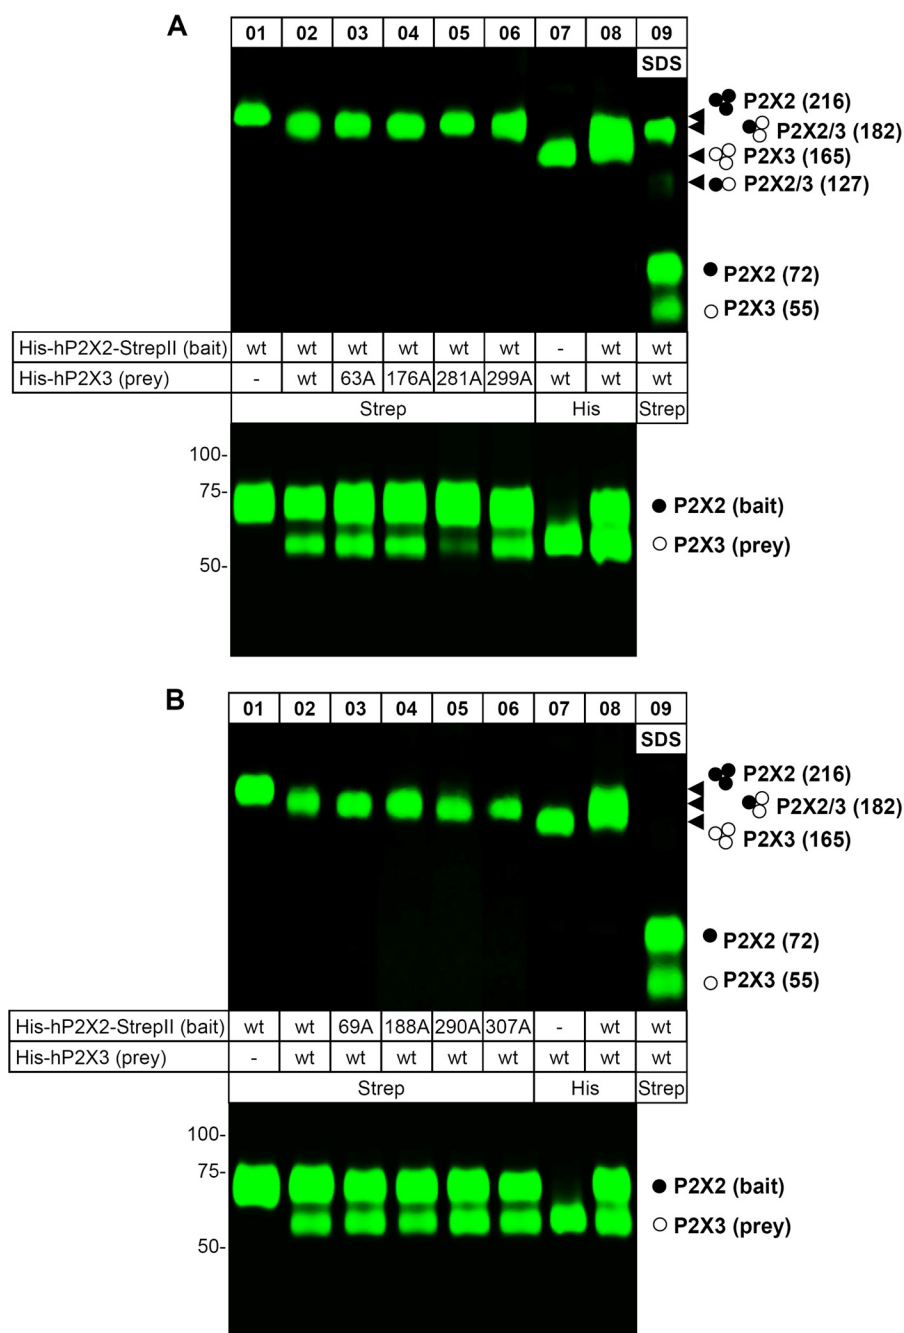 A
01 02 03 04 05 06 07 08 09
SDS
P2X2 (216)
P2X2/3 (182)
P2X3 (165)
P2X2/3 (127)
P2X2 (72)
P2X3 (55)
His-hP2X2-StrepII (bait) wt wt wt wt wt wt - wt wt
His-hP2X3 (prey) - wt 63A 176A 281A 299A wt wt wt
Strep His Strep
100-
75-
P2X2 (bait)
P2X3 (prey)
50-
B
01 02 03 04 05 06 07 08 09
SDS
P2X2 (216)
P2X2/3 (182)
P2X3 (165)
P2X2 (72)
P2X3 (55)
His-hP2X2-StrepII (bait) wt wt 69A 188A 290A 307A - wt wt
His-hP2X3 (prey) - wt wt wt wt wt wt wt wt
Strep His Strep
100-
75-
P2X2 (bait)
P2X3 (prey)
50-